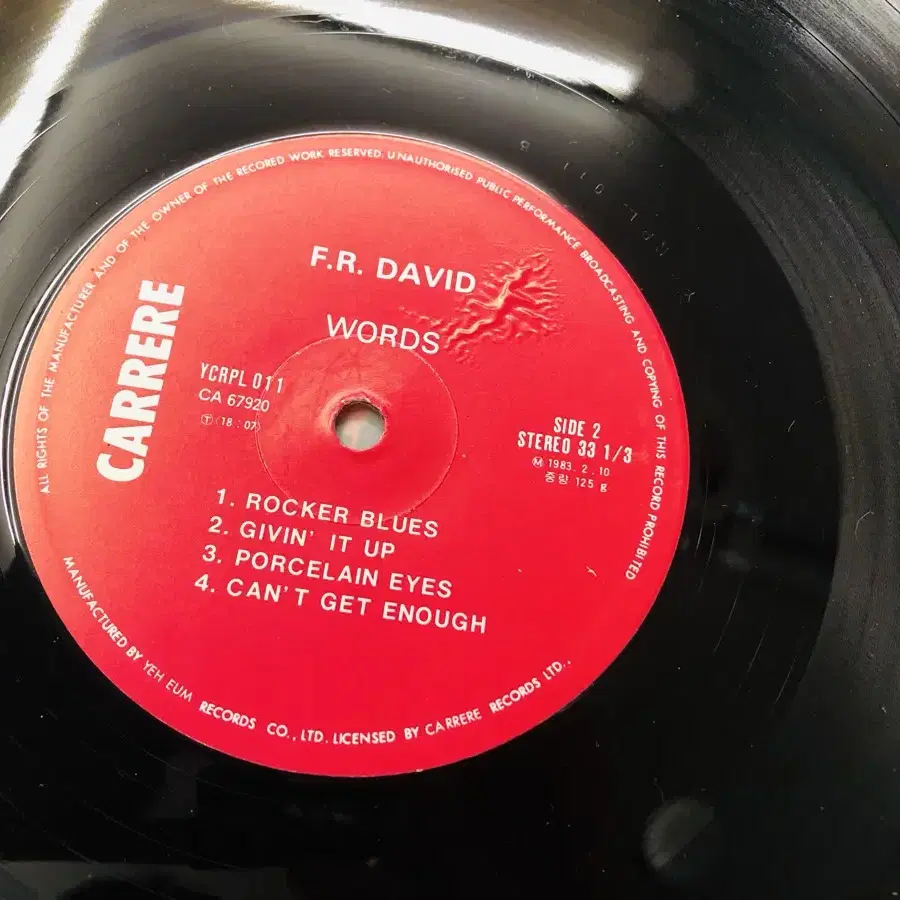 ALL RIGHTS OF THE MANUFACTURER AND OF THE OWNER OF THE RECORED WORK RESERVED. UNAUTHORISED PUBLIC PERFORMANCE BROADCASTING AND COPYING OF THIS RECORD PROHIBITED
F.R. DAVID
WORDS
CARRERE
YCRPL 011
CA 67920
Ⓣ (18 : 07)
SIDE 2
STEREO 33 1/3
Ⓜ 1983. 2. 10
중량 125 g
1. ROCKER BLUES
2. GIVIN' IT UP
3. PORCELAIN EYES
4. CAN'T GET ENOUGH
MANUFACTURED BY YEH EUM RECORDS CO., LTD. LICENSED BY CARRERE RECORDS LTD.,